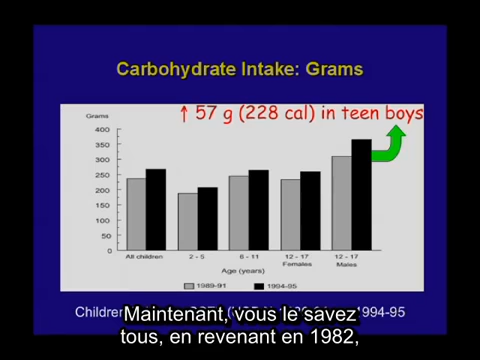 Carbohydrate Intake: Grams
↑ 57 g (228 cal) in teen boys
Grams
400
350
300
250
200
150
100
50
0
All children
2 - 5
6 - 11
12 - 17
Females
12 - 17
Males
Age (years)
1989-91
1994-95
Children
1994-95
Maintenant, vous le savez
tous, en revenant en 1982,